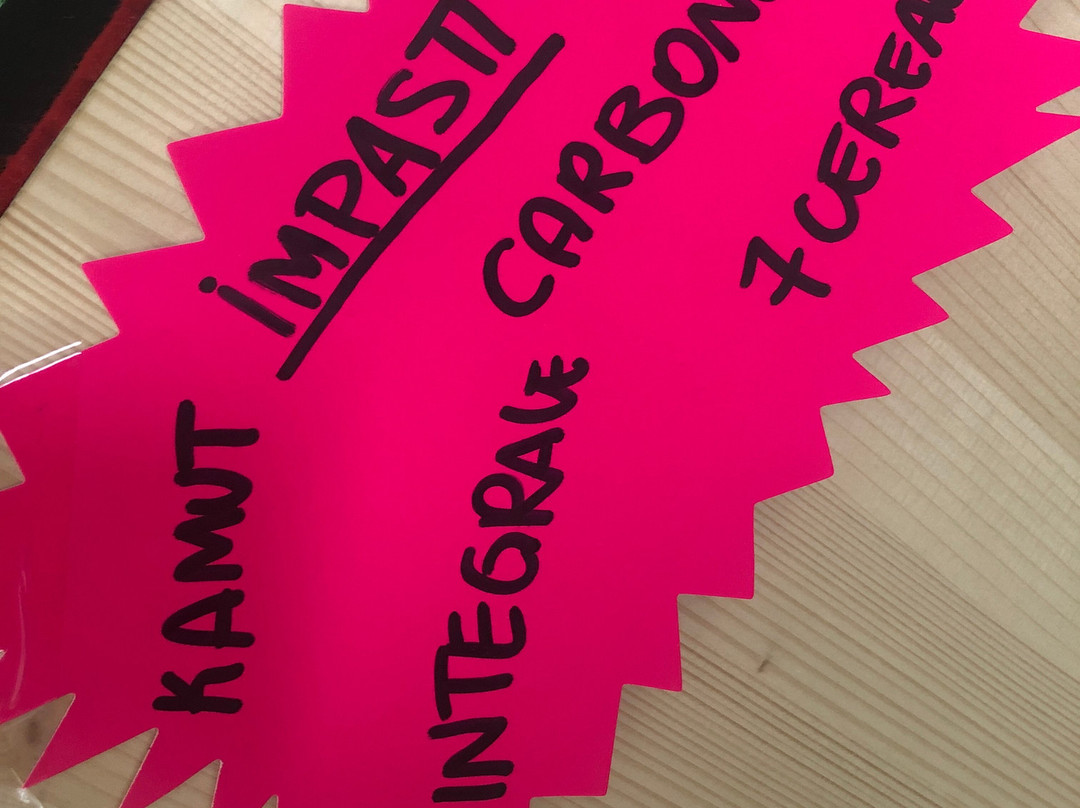 iMPASTI
KAMUT
CARBON
INTEGRALE
7 CEREA